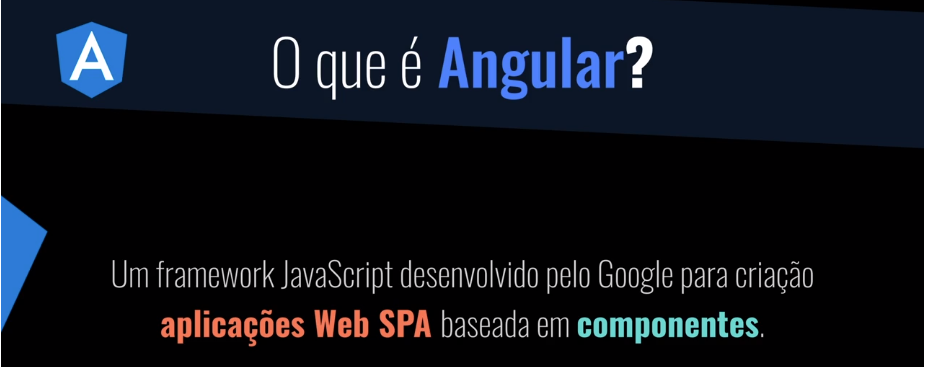 A
O que é Angular?
Um framework JavaScript desenvolvido pelo Google para criação
aplicações Web SPA baseada em componentes.